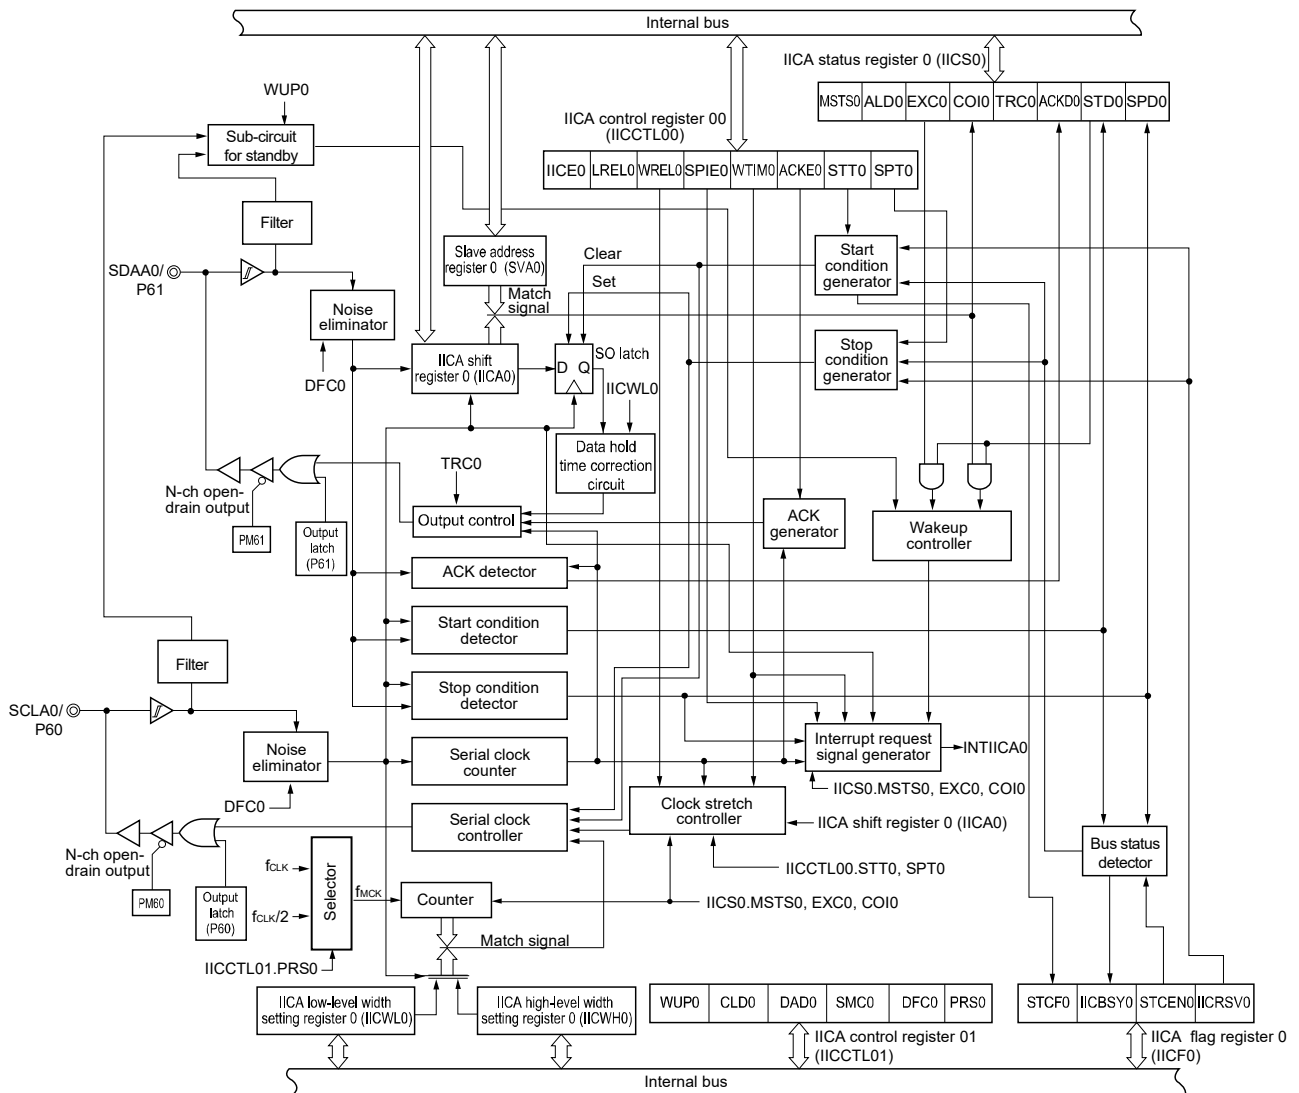 Internal bus
IICA status register 0 (IICS0)
MSTS0 ALD0 EXC0 COI0 TRC0 ACKD0 STD0 SPD0
WUP0
Sub-circuit
for standby
IICA control register 00
(IICCTL00)
IICE0 LREL0 WREL0 SPIE0 WTIM0 ACKE0 STT0 SPT0
Filter
SDAA0/
P61
Slave address
register 0 (SVA0)
Clear
Set
Match
signal
Start
condition
generator
Noise
eliminator
DFC0
IICA shift
register 0 (IICA0)
D Q
SO latch
IICWL0
Stop
condition
generator
Data hold
time correction
circuit
TRC0
N-ch open-
drain output
PM61
Output
latch
(P61)
Output control
ACK
generator
Wakeup
controller
ACK detector
Start condition
detector
Filter
Stop condition
detector
SCLA0/
P60
Noise
eliminator
DFC0
Serial clock
counter
Interrupt request
signal generator
INTIICA0
IICS0.MSTS0, EXC0, COI0
Clock stretch
controller
Serial clock
controller
IICA shift register 0 (IICA0)
Bus status
detector
N-ch open-
drain output
PM60
Output
latch
(P60)
fCLK
fCLK/2
Selector
fMCK
Counter
IICCTL00.STT0, SPT0
IICS0.MSTS0, EXC0, COI0
Match signal
IICCTL01.PRS0
IICA low-level width
setting register 0 (IICWL0)
IICA high-level width
setting register 0 (IICWH0)
WUP0 CLD0 DAD0 SMC0 DFC0 PRS0
IICA control register 01
(IICCTL01)
STCF0 IICBSY0 STCEN0 IICRSV0
IICA flag register 0
(IICF0)
Internal bus